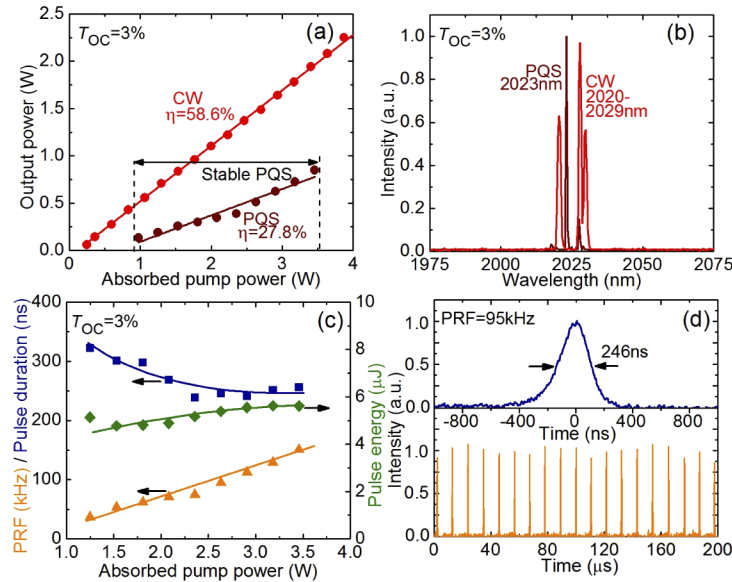 T_OC=3% (a)
CW
η=58.6%
Stable PQS
PQS
η=27.8%
Output power (W)
0.0
0.5
1.0
1.5
2.0
2.5
0 1 2 3 4
Absorbed pump power (W)
T_OC=3% (b)
PQS
2023nm
CW
2020-
2029nm
Intensity (a.u.)
0.0
0.2
0.4
0.6
0.8
1.0
1975 2000 2025 2050 2075
Wavelength (nm)
T_OC=3% (c)
PRF (kHz) / Pulse duration (ns)
0
100
200
300
400
Pulse energy (μJ)
0
2
4
6
8
10
1.0 1.5 2.0 2.5 3.0 3.5 4.0
Absorbed pump power (W)
PRF=95kHz (d)
246ns
0.0
0.5
1.0
-800 -400 0 400 800
Time (ns)
Intensity (a.u.)
0.0
0.5
1.0
0 40 80 120 160 200
Time (μs)